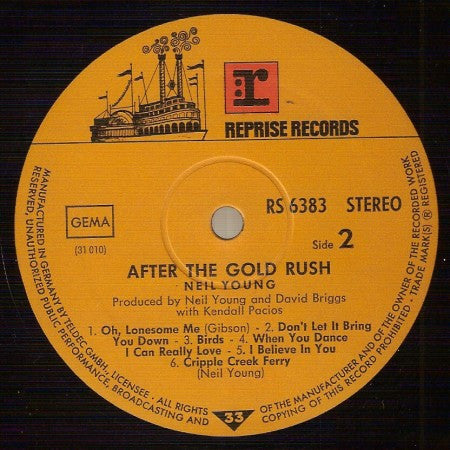 r
REPRISE RECORDS
GEMA
(31 010)
RS 6383 STEREO
Side 2
AFTER THE GOLD RUSH
NEIL YOUNG
Produced by Neil Young and David Briggs
with Kendall Pacios
1. Oh, Lonesome Me (Gibson) - 2. Don't Let It Bring
You Down - 3. Birds - 4. When You Dance
I Can Really Love - 5. I Believe in You
6. Cripple Creek Ferry
(Neil Young)
33
MANUFACTURED IN GERMANY BY TELDEC GMBH, - LICENSEE . ALL RIGHTS
RESERVED, UNAUTHORIZED PUBLIC PERFORMANCE, BROADCASTING AND
COPYING OF THIS RECORD PROHIBITED · TRADE MARK(S) ® REGISTERED
OF THE MANUFACTURER AND OF THE OWNER OF THE RECORDED WORK